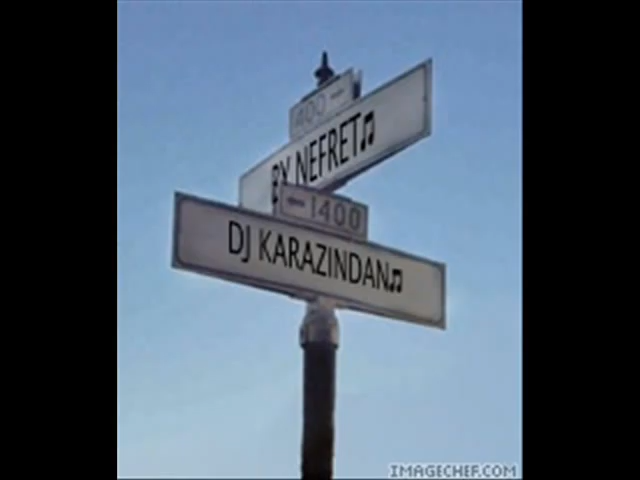 400
BY NEFRET♫
1400
DJ KARAZINDAN♫
IMAGECHEF.COM